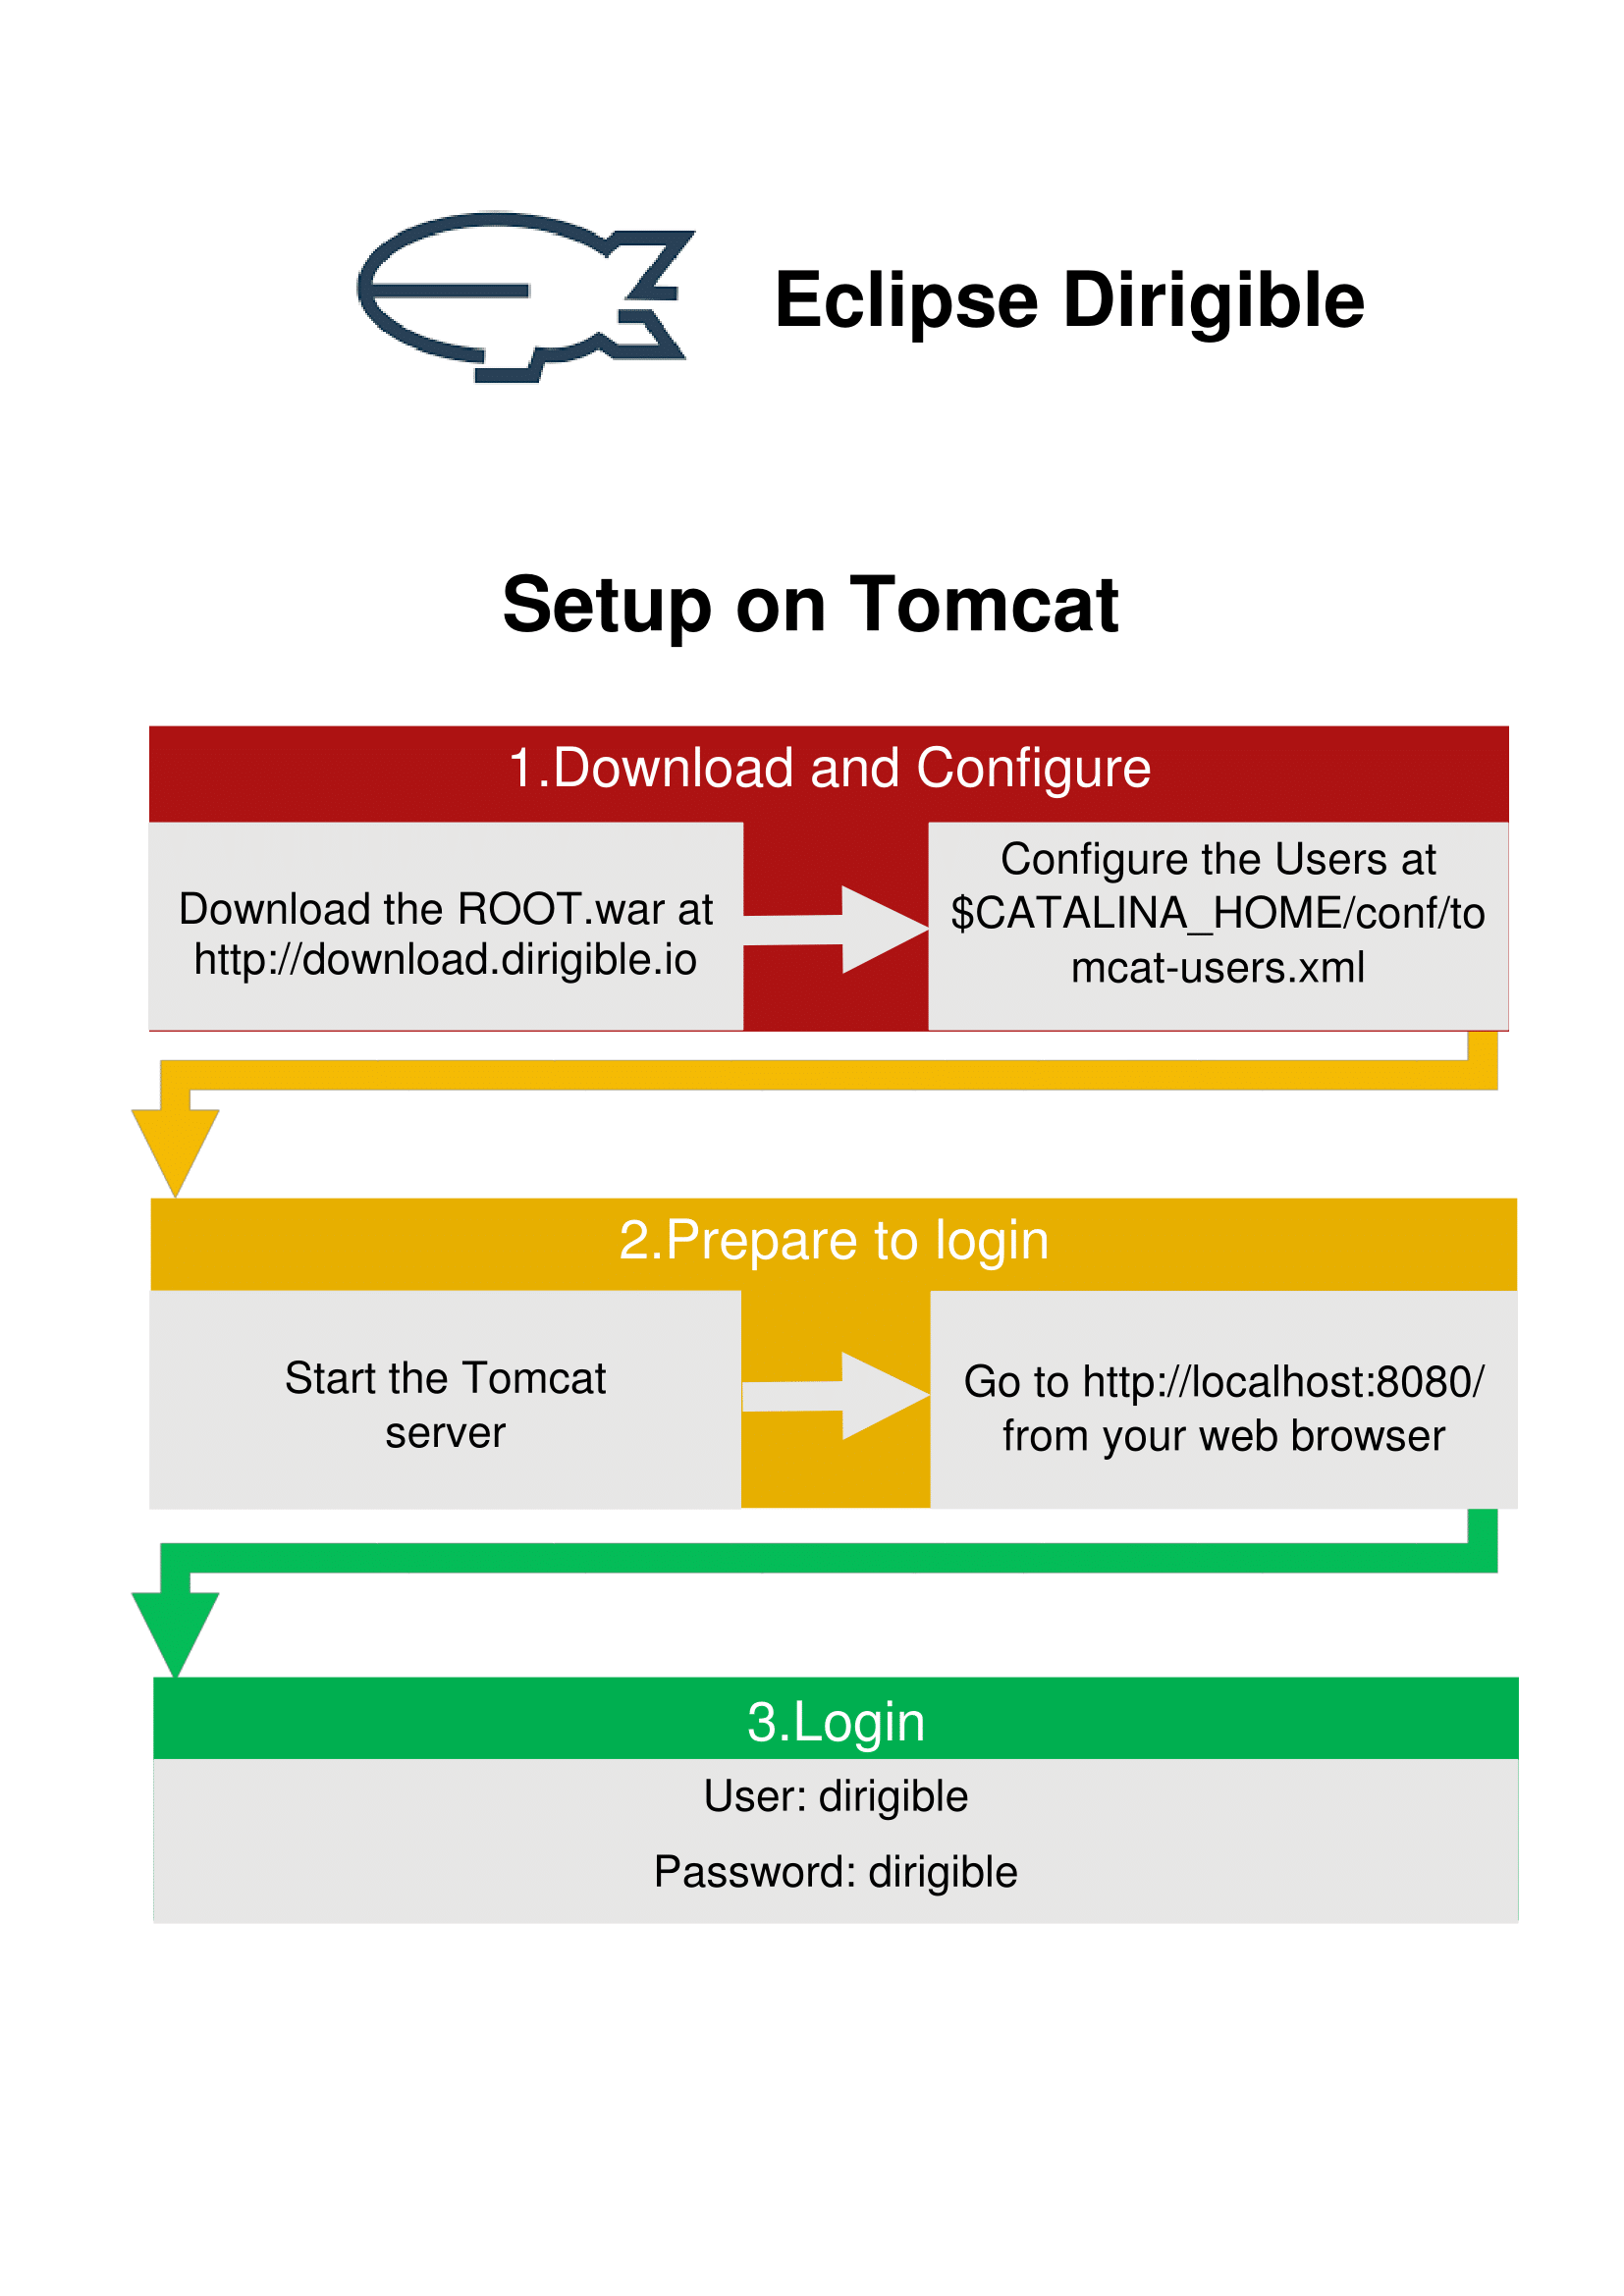 Eclipse Dirigible
Setup on Tomcat
1.Download and Configure
Download the ROOT.war at
http://download.dirigible.io
Configure the Users at
$CATALINA_HOME/conf/to
mcat-users.xml
2.Prepare to login
Start the Tomcat
server
Go to http://localhost:8080/
from your web browser
3.Login
User: dirigible
Password: dirigible